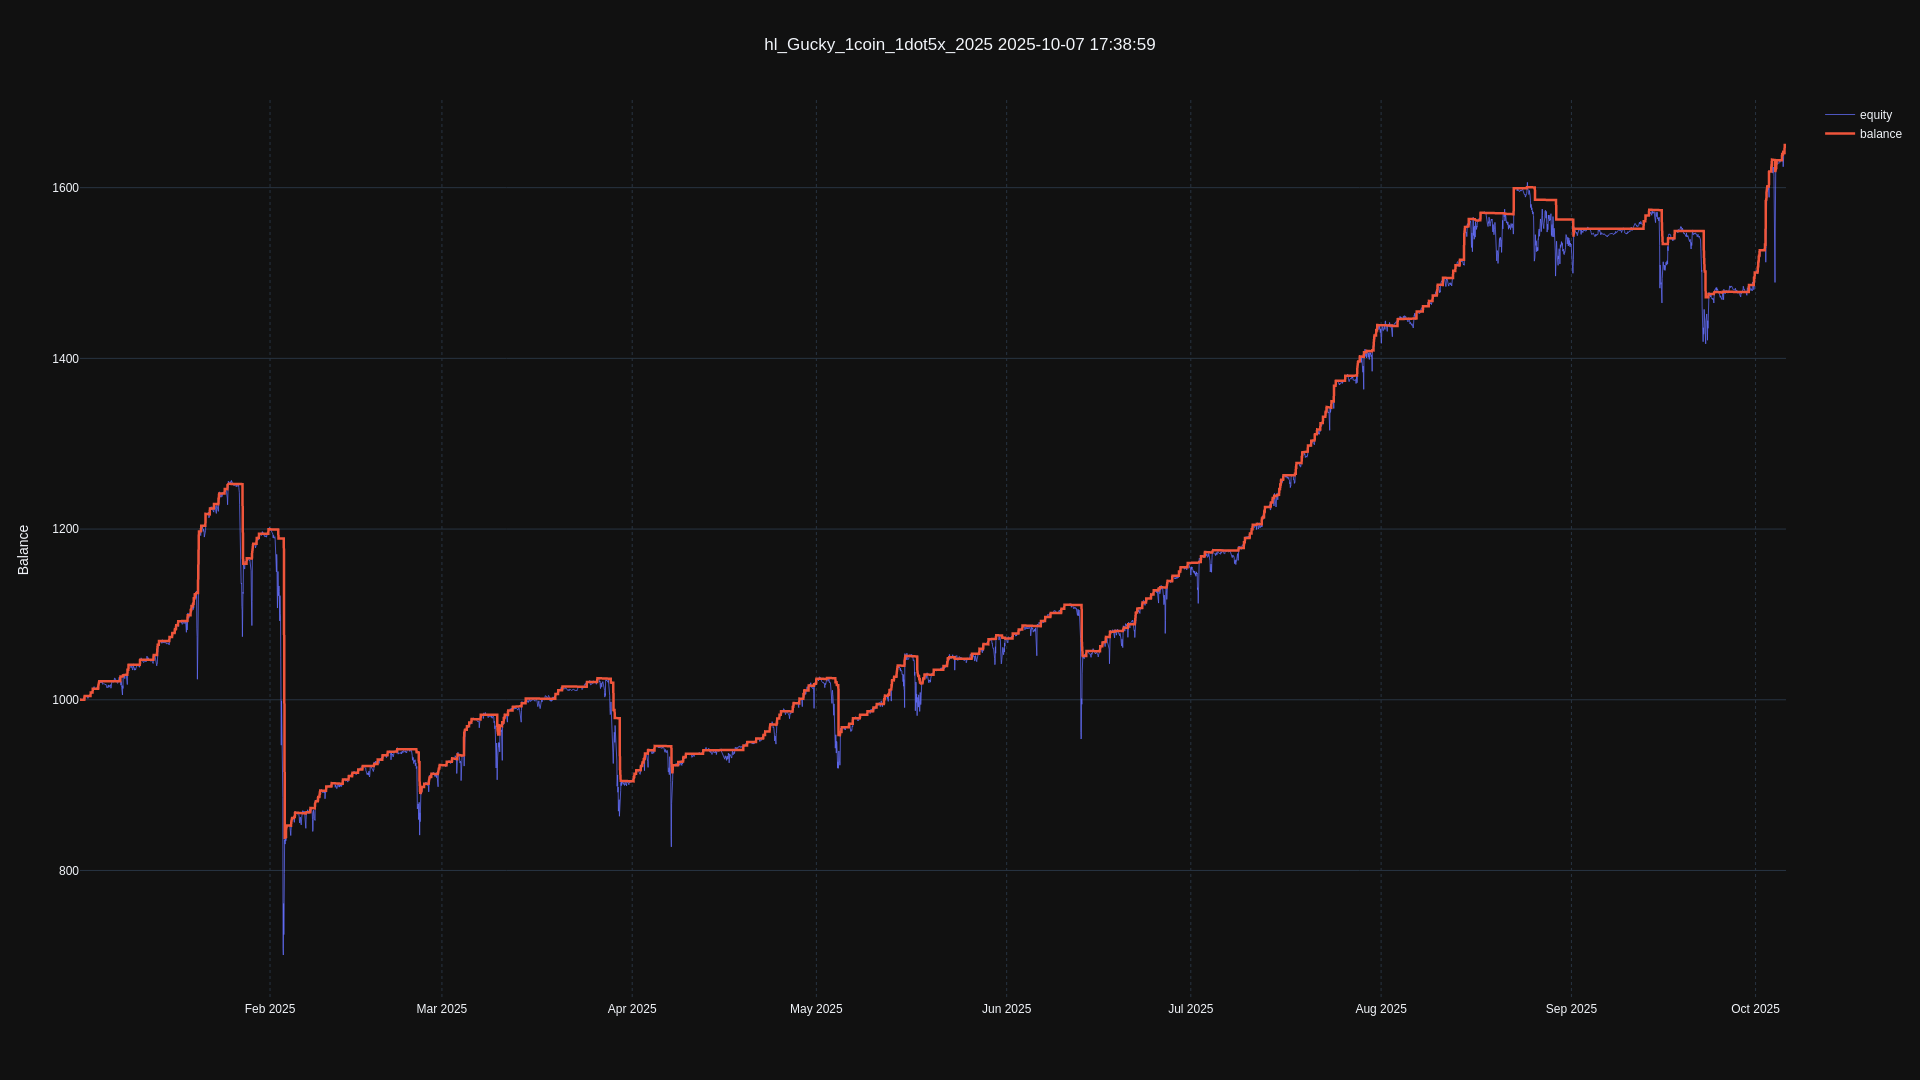 hl_Gucky_1coin_1dot5x_2025 2025-10-07 17:38:59
equity
balance
1600
1400
1200
1000
800
Balance
Feb 2025
Mar 2025
Apr 2025
May 2025
Jun 2025
Jul 2025
Aug 2025
Sep 2025
Oct 2025